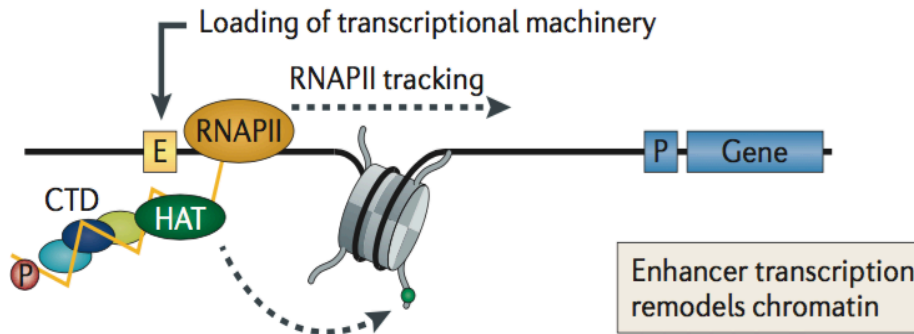 Loading of transcriptional machinery
RNAPII tracking
RNAPII
E
P
Gene
CTD
HAT
P
Enhancer transcription
remodels chromatin